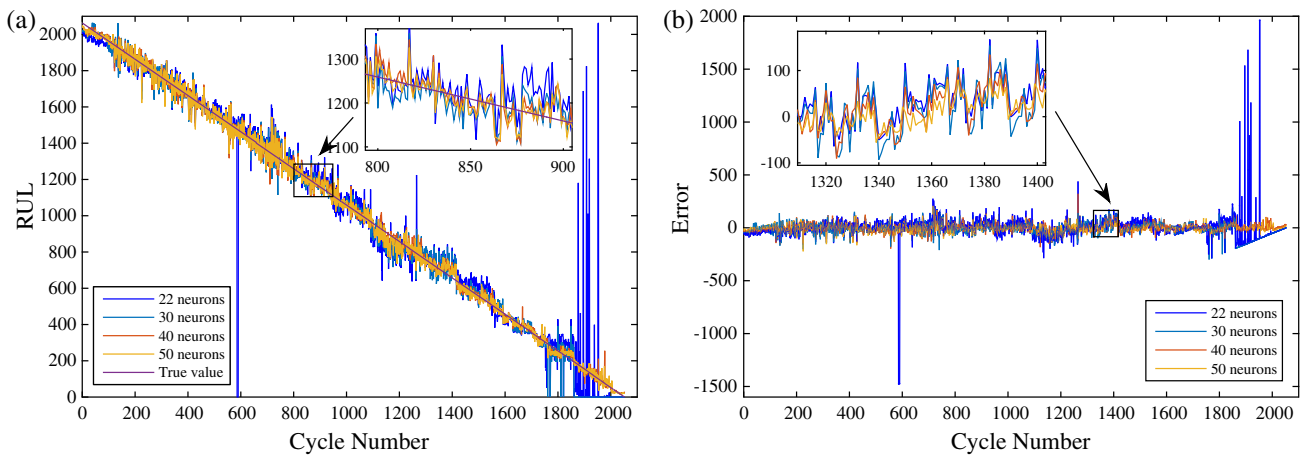 (a)
2000
1800
1600
1400
1200
1000
800
600
400
200
0
RUL
0 200 400 600 800 1000 1200 1400 1600 1800 2000
Cycle Number
1300
1200
1100
800 850 900
22 neurons
30 neurons
40 neurons
50 neurons
True value
(b)
2000
1500
1000
500
0
-500
-1000
-1500
Error
0 200 400 600 800 1000 1200 1400 1600 1800 2000
Cycle Number
100
0
-100
1320 1340 1360 1380 1400
22 neurons
30 neurons
40 neurons
50 neurons